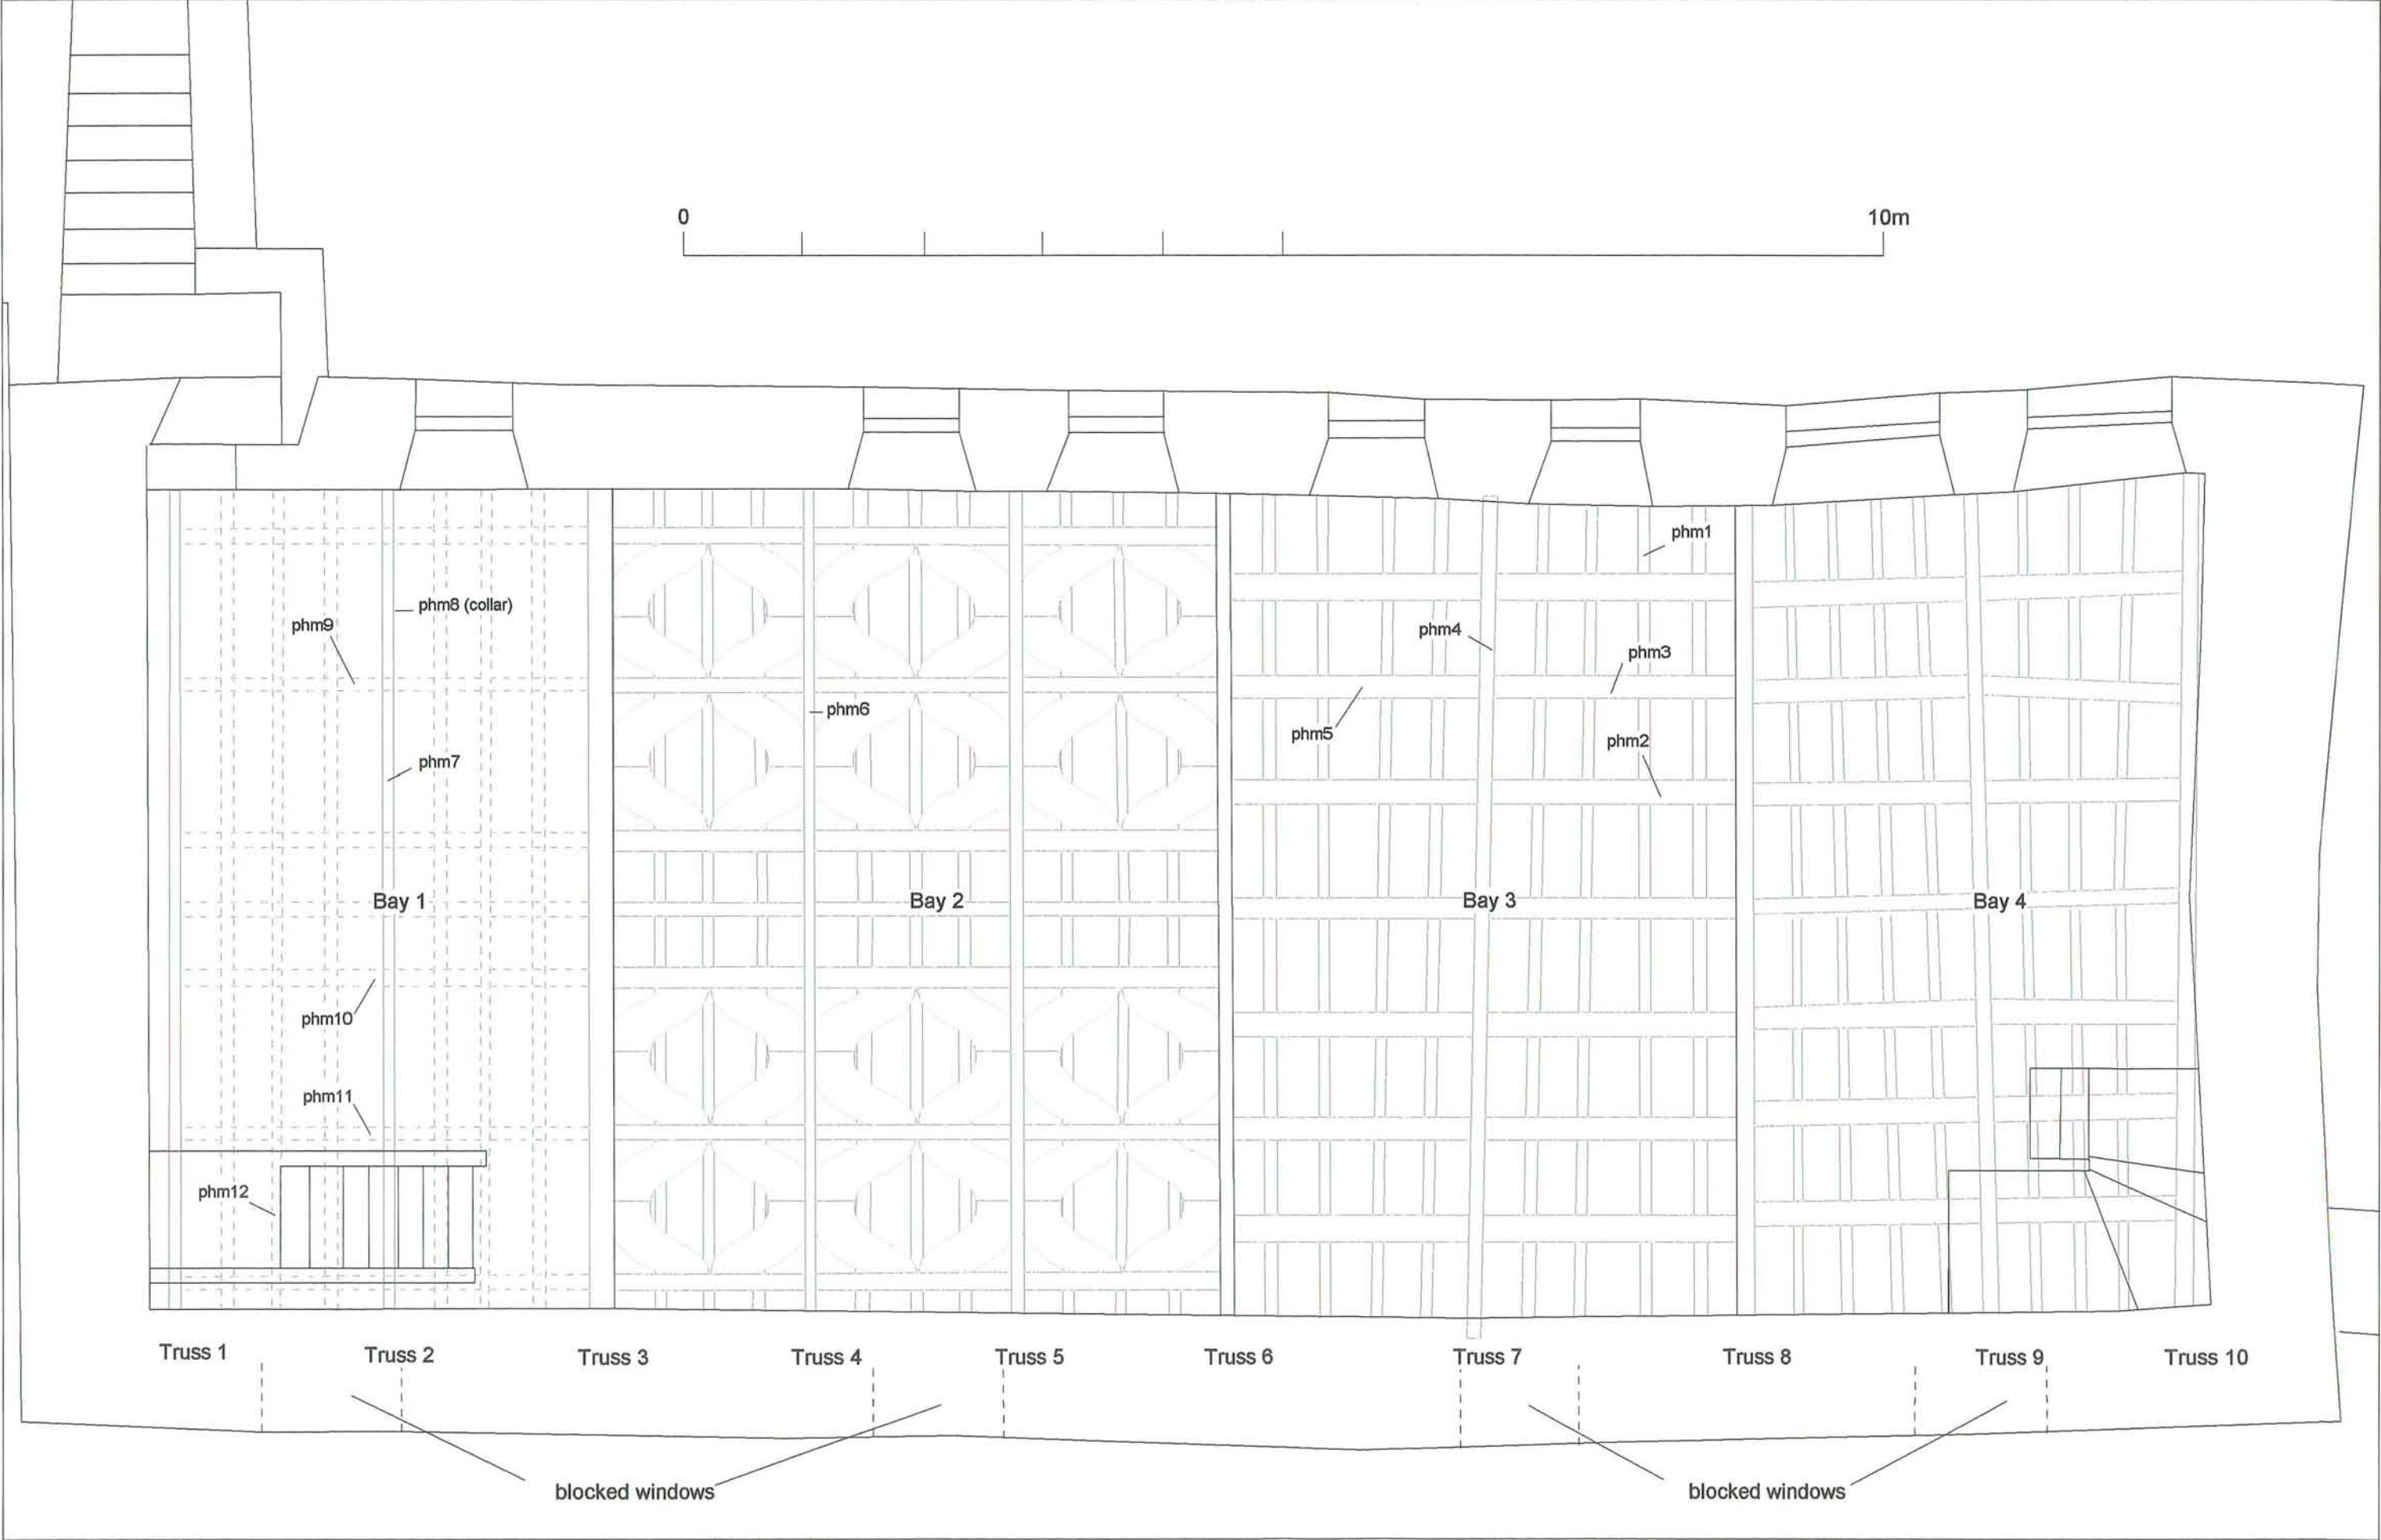 0
10m
phm1
phm8 (collar)
phm9
phm4
phm3
phm6
phm5
phm2
phm7
Bay 1
Bay 2
Bay 3
Bay 4
phm10
phm11
phm12
Truss 1
Truss 2
Truss 3
Truss 4
Truss 5
Truss 6
Truss 7
Truss 8
Truss 9
Truss 10
blocked windows
blocked windows